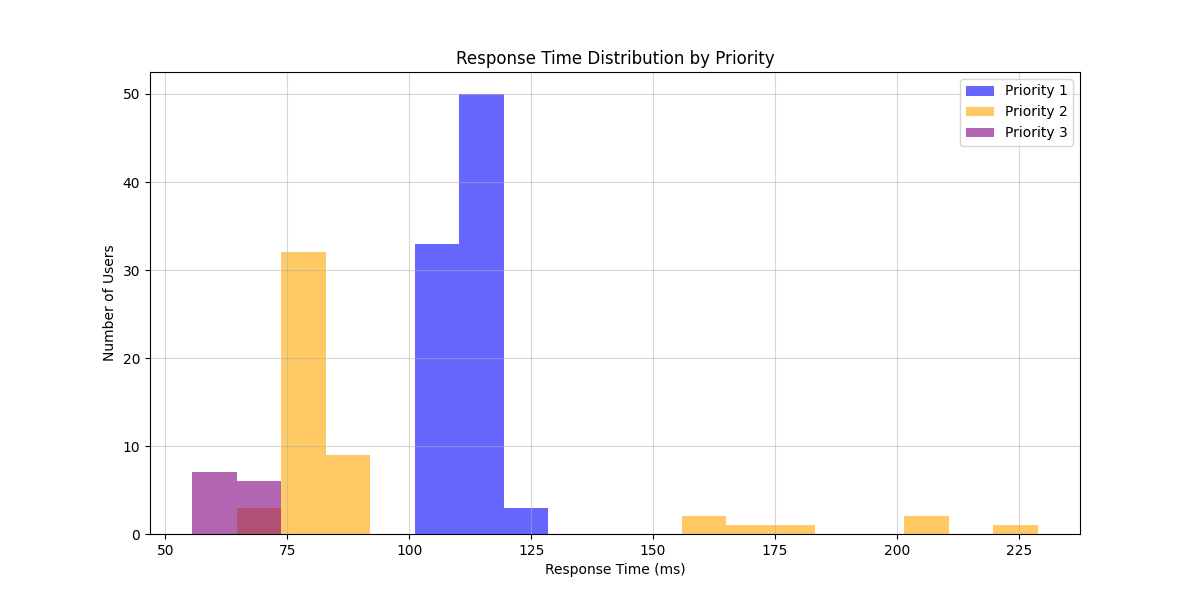 Response Time Distribution by Priority
Priority 1
Priority 2
Priority 3
Number of Users
50
40
30
20
10
0
50 75 100 125 150 175 200 225
Response Time (ms)